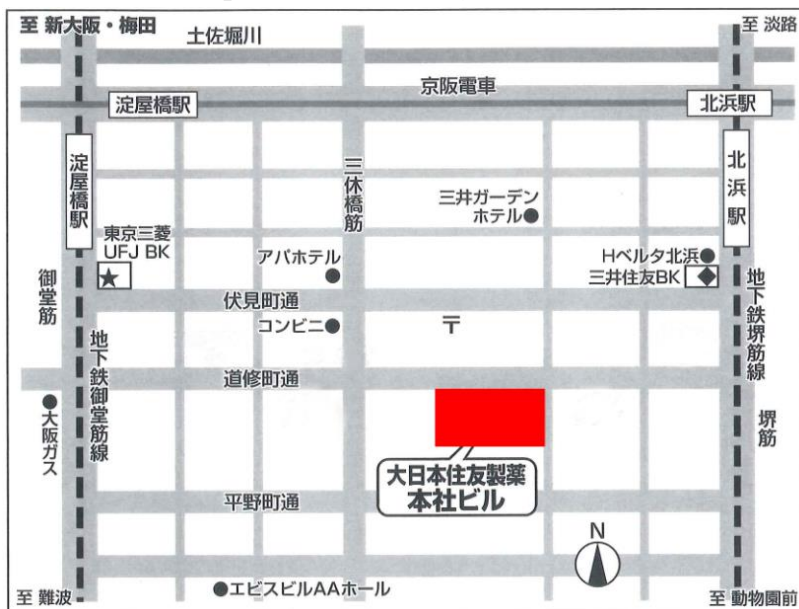 至 新大阪・梅田
至 淡路
土佐堀川
京阪電車
淀屋橋駅
北浜駅
淀屋橋駅
三休橋筋
北浜駅
三井ガーデン
ホテル
東京三菱
UFJ BK
アパホテル
Hベルタ北浜
三井住友BK
御堂筋
伏見町通
地下鉄堺筋線
コンビニ
〒
地下鉄御堂筋線
道修町通
大阪ガス
堺筋
大日本住友製薬
本社ビル
平野町通
N
エビスビルAAホール
至 難波
至 動物園前